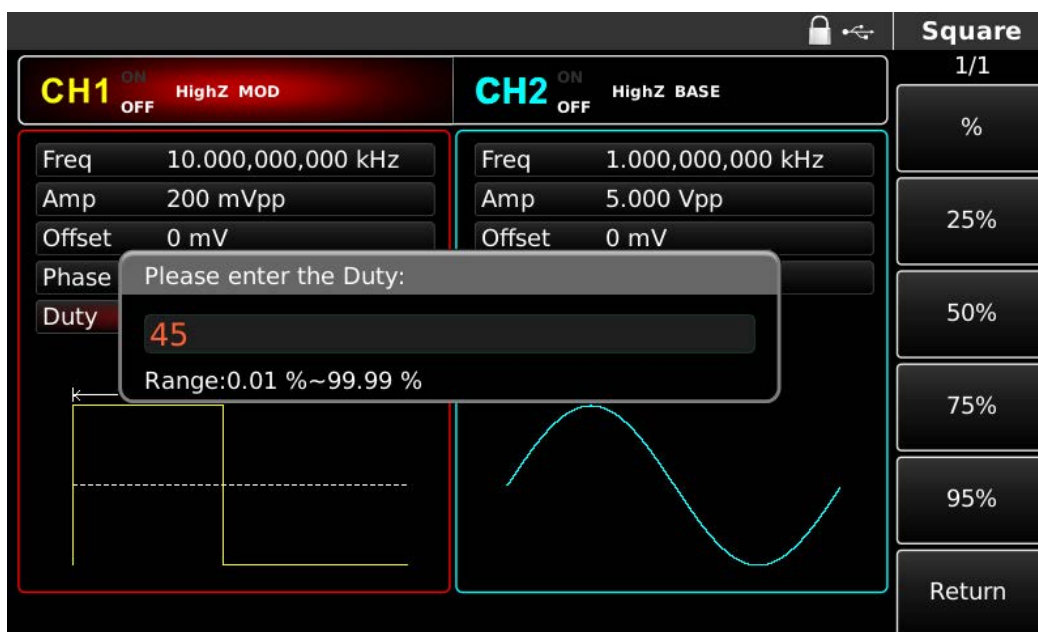 Square
1/1
CH1 ON OFF HighZ MOD
CH2 ON OFF HighZ BASE
Freq 10.000,000,000 kHz
Amp 200 mVpp
Offset 0 mV
Phase
Duty
Freq 1.000,000,000 kHz
Amp 5.000 Vpp
Offset 0 mV
Please enter the Duty:
45
Range:0.01 %~99.99 %
%
25%
50%
75%
95%
Return